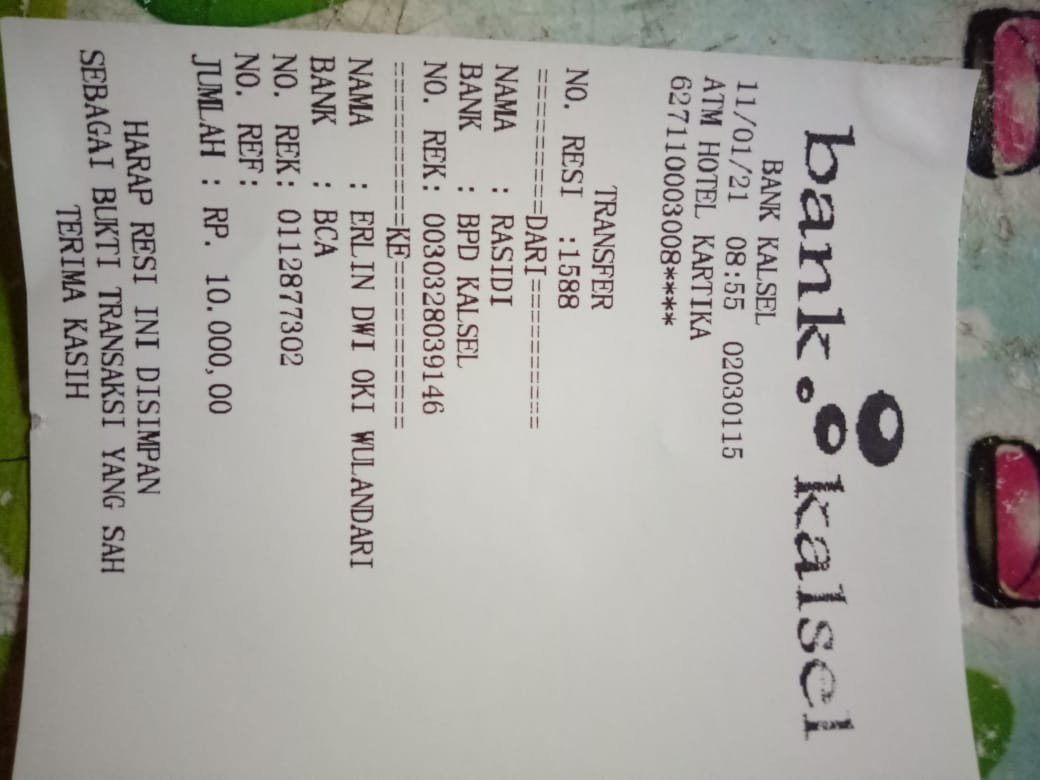 bank kalsel
BANK KALSEL
11/01/21 08:55 02030115
ATM HOTEL KARTIKA
627110003008****
TRANSFER
NO. RESI :1588
=========DARI=========
NAMA : RASIDI
BANK : BPD KALSEL
NO. REK: 00303280391​46
==========KE==========
NAMA : ERLIN DWI OKI WULANDARI
BANK : BCA
NO. REK: 0112877302
NO. REF:
JUMLAH : RP. 10.000,00
HARAP RESI INI DISIMPAN
SEBAGAI BUKTI TRANSAKSI YANG SAH
TERIMA KASIH